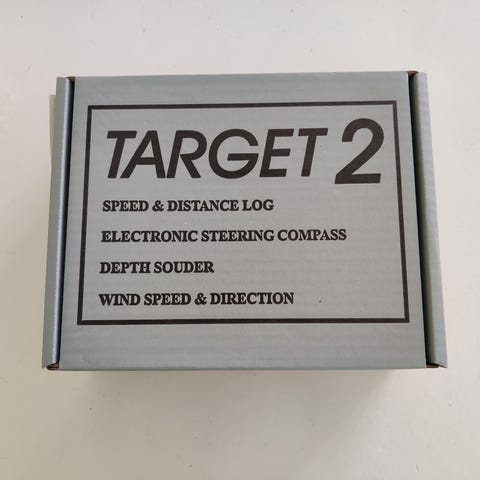 TARGET 2
SPEED & DISTANCE LOG
ELECTRONIC STEERING COMPASS
DEPTH SOUDER
WIND SPEED & DIRECTION